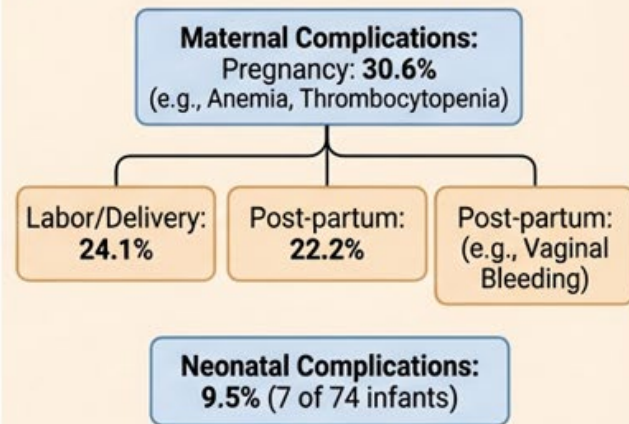 Maternal Complications:
Pregnancy: 30.6%
(e.g., Anemia, Thrombocytopenia)
Labor/Delivery:
24.1%
Post-partum:
22.2%
Post-partum:
(e.g., Vaginal
Bleeding)
Neonatal Complications:
9.5% (7 of 74 infants)